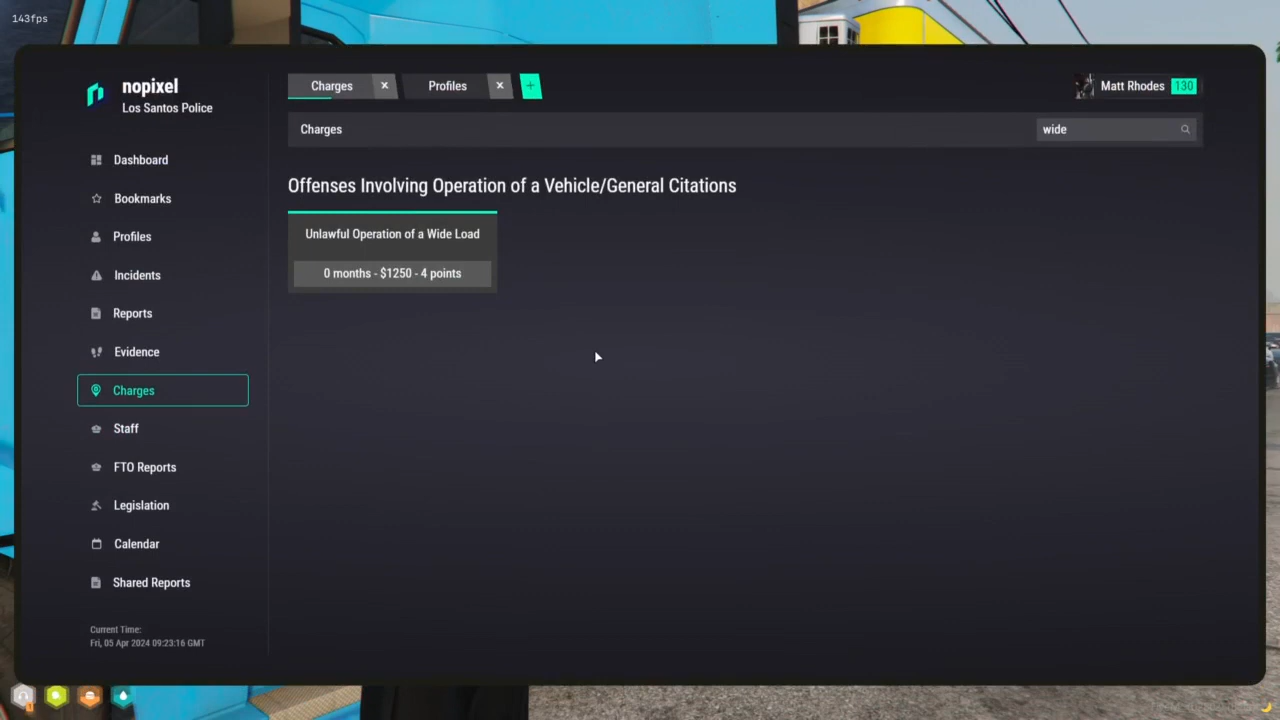 143fps
nopixel
Los Santos Police
Charges
Profiles
+
Matt Rhodes 130
Charges
wide
Dashboard
Bookmarks
Profiles
Incidents
Reports
Evidence
Charges
Staff
FTO Reports
Legislation
Calendar
Shared Reports
Offenses Involving Operation of a Vehicle/General Citations
Unlawful Operation of a Wide Load
0 months - $1250 - 4 points
Current Time:
Fri, 05 Apr 2024 09:23:16 GMT